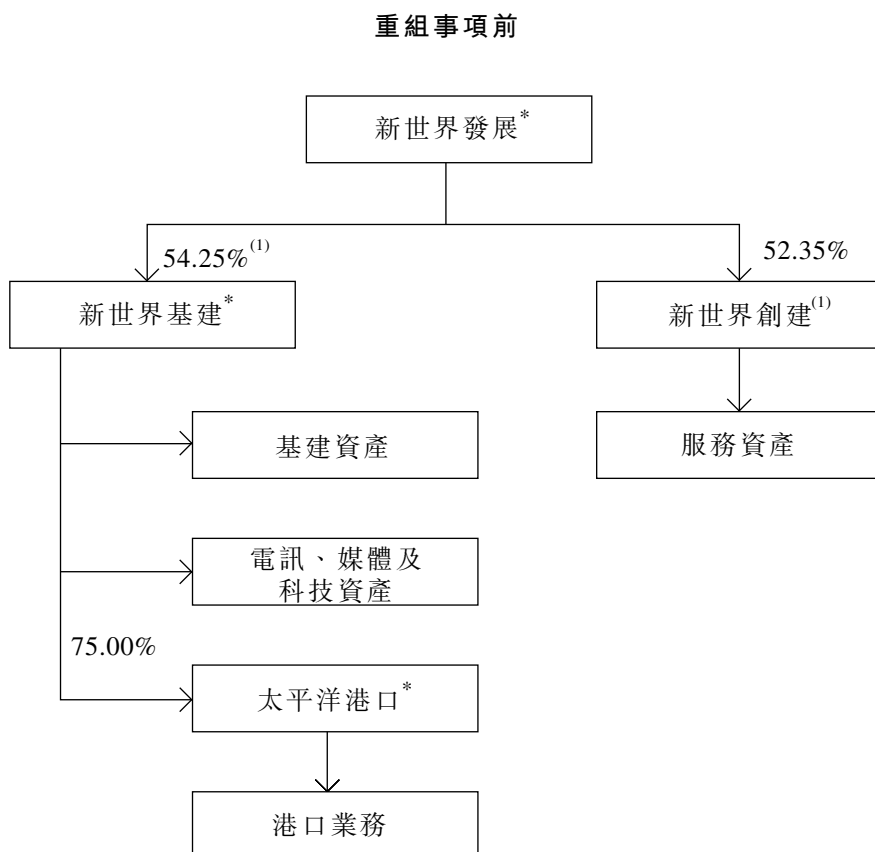 重組事項前
新世界發展*
54.25%(1)
52.35%
新世界基建*
新世界創建(1)
基建資產
服務資產
電訊、媒體及
科技資產
75.00%
太平洋港口*
港口業務